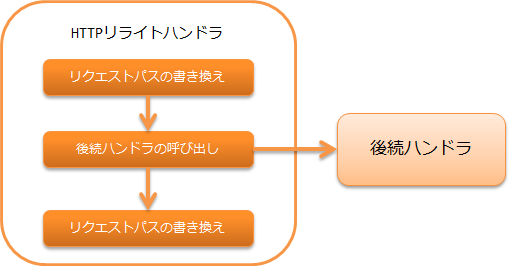 HTTPリライトハンドラ
リクエストパスの書き換え
後続ハンドラの呼び出し
後続ハンドラ
リクエストパスの書き換え